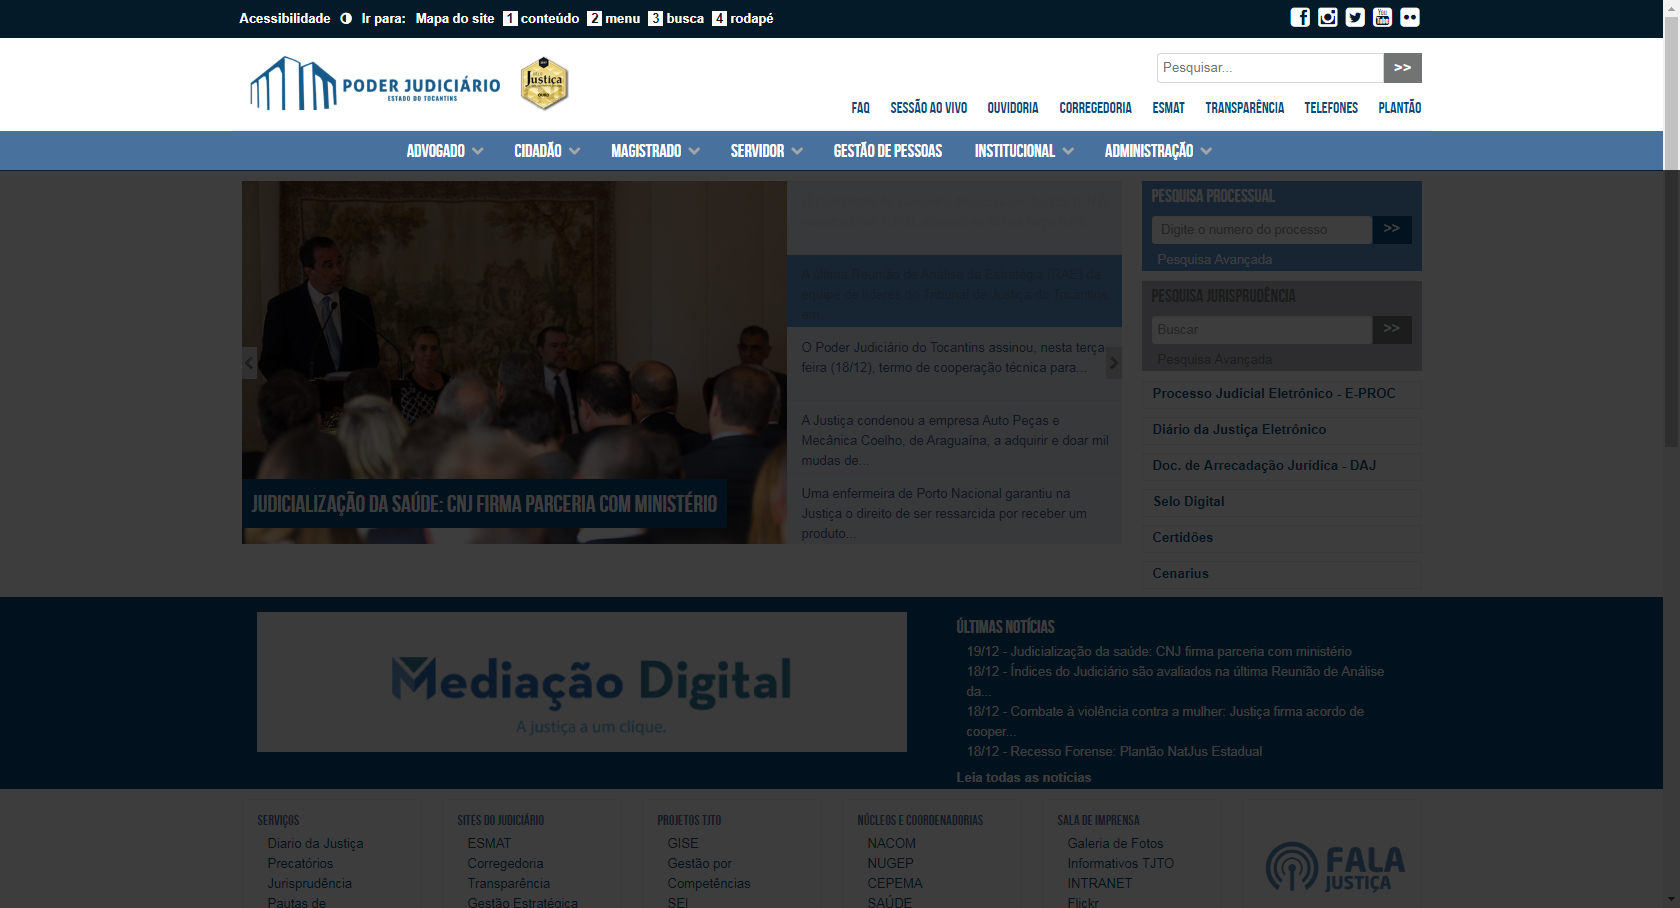 Acessibilidade Ir para: Mapa do site 1 conteúdo 2 menu 3 busca 4 rodapé
You Tube
PODER JUDICIÁRIO
ESTADO DO TOCANTINS
Justiça
Pesquisar... >>
FAQ SESSÃO AO VIVO OUVIDORIA CORREGEDORIA ESMAT TRANSPARÊNCIA TELEFONES PLANTÃO
ADVOGADO CIDADÃO MAGISTRADO SERVIDOR GESTÃO DE PESSOAS INSTITUCIONAL ADMINISTRAÇÃO
JUDICIALIZAÇÃO DA SAÚDE: CNJ FIRMA PARCERIA COM MINISTÉRIO
A última Reunião de Análise da Estratégia (RAE) da
em
O Poder Judiciário do Tocantins assinou, nesta terça-
feira (18/12), termo de cooperação técnica para...
A Justiça condenou a empresa Auto Peças e
Mecânica Coelho, de Araguaína, a adquirir e doar mil
mudas de...
Uma enfermeira de Porto Nacional garantiu na
Justiça o direito de ser ressarcida por receber um
produto...
PESQUISA PROCESSUAL
Digite o numero do processo >>
Pesquisa Avançada
PESQUISA JURISPRUDÊNCIA
Buscar >>
Pesquisa Avançada
Processo Judicial Eletrônico - E-PROC
Diário da Justiça Eletrônico
Doc. de Arrecadação Jurídica - DAJ
Selo Digital
Certidões
Cenarius
Mediação Digital
A justiça a um clique.
ÚLTIMAS NOTÍCIAS
19/12 - Judicialização da saúde: CNJ firma parceria com ministério
18/12 - Índices do Judiciário são avaliados na última Reunião de Análise
da...
18/12 - Combate à violência contra a mulher: Justiça firma acordo de
cooper...
18/12 - Recesso Forense: Plantão NatJus Estadual
Leia todas as notícias
SERVIÇOS
Diario da Justiça
Precatórios
Jurisprudência
Pautas de
SITES DO JUDICIÁRIO
ESMAT
Corregedoria
Transparência
Gestão Estratégica
PROJETOS TJTO
GISE
Gestão por
Competências
SEI
NÚCLEOS E COORDENADORIAS
NACOM
NUGEP
CEPEMA
SAÚDE
SALA DE IMPRENSA
Galeria de Fotos
Informativos TJTO
INTRANET
Flickr
FALA
JUSTIÇA